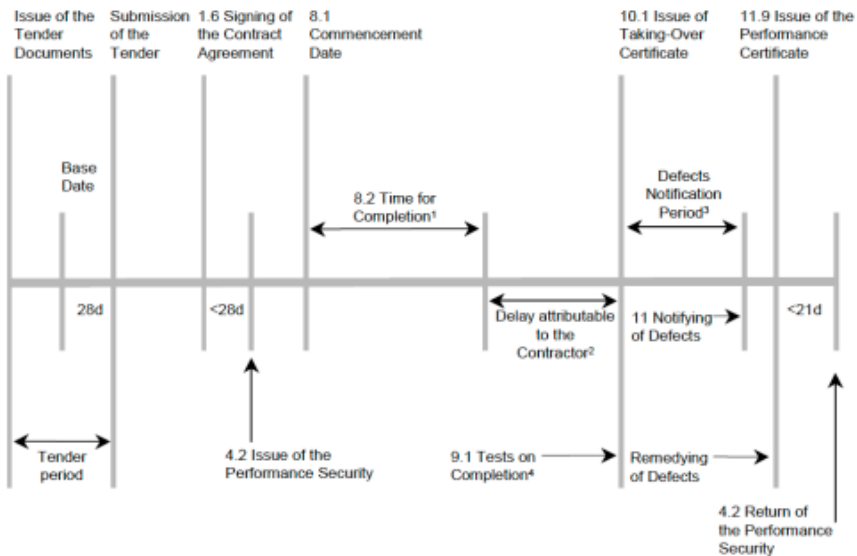 Issue of the
Tender
Documents
Submission
of the
Tender
1.6 Signing of
the Contract
Agreement
8.1
Commencement
Date
10.1 Issue of
Taking-Over
Certificate
11.9 Issue of the
Performance
Certificate
Base
Date
8.2 Time for
Completion¹
Defects
Notification
Period³
28d
<28d
Delay attributable
to the
Contractor²
11 Notifying
of Defects
<21d
Tender
period
4.2 Issue of the
Performance Security
9.1 Tests on
Completion⁴
Remedying
of Defects
4.2 Return of
the Performance
Security